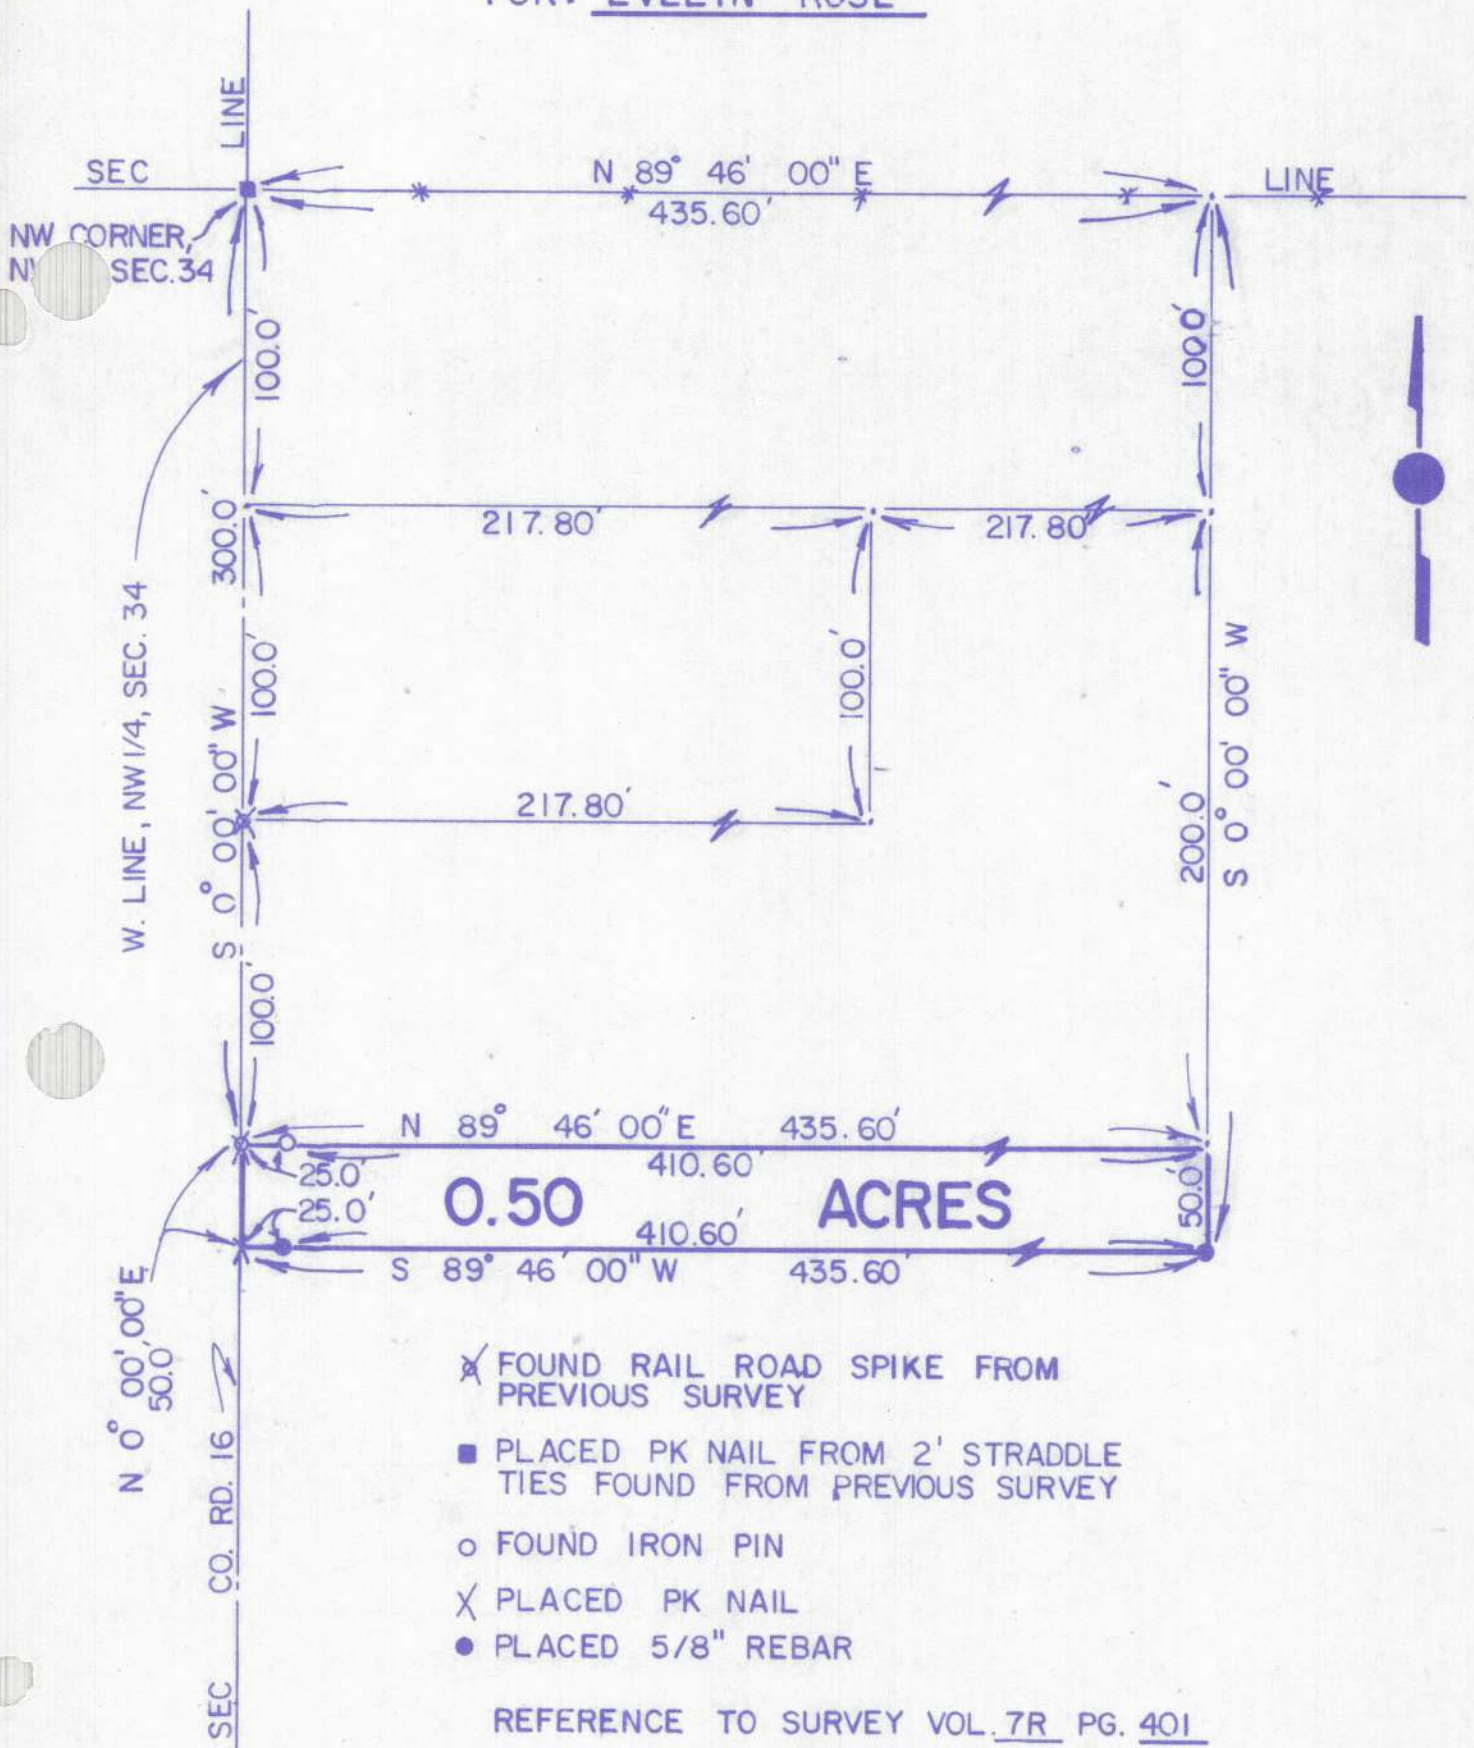 FOR: EVELYN ROSE
LINE
SEC
N 89° 46' 00" E
LINE
435.60'
NW CORNER,
SEC. 34
100.0'
100.0'
300.0'
217.80'
217.80'
W. LINE, NW 1/4, SEC. 34
100.0'
100.0'
S 0° 00' 00" W
217.80'
200.0'
S 0° 00' 00" W
100.0'
N 89° 46' 00" E 435.60'
25.0'
410.60'
0.50 ACRES
50.0'
25.0'
410.60'
S 89° 46' 00" W 435.60'
N 0° 00' 00" E
50.0'
FOUND RAIL ROAD SPIKE FROM
PREVIOUS SURVEY
PLACED PK NAIL FROM 2' STRADDLE
TIES FOUND FROM PREVIOUS SURVEY
FOUND IRON PIN
PLACED PK NAIL
PLACED 5/8" REBAR
CO. RD. 16
SEC
REFERENCE TO SURVEY VOL. 7R PG. 401